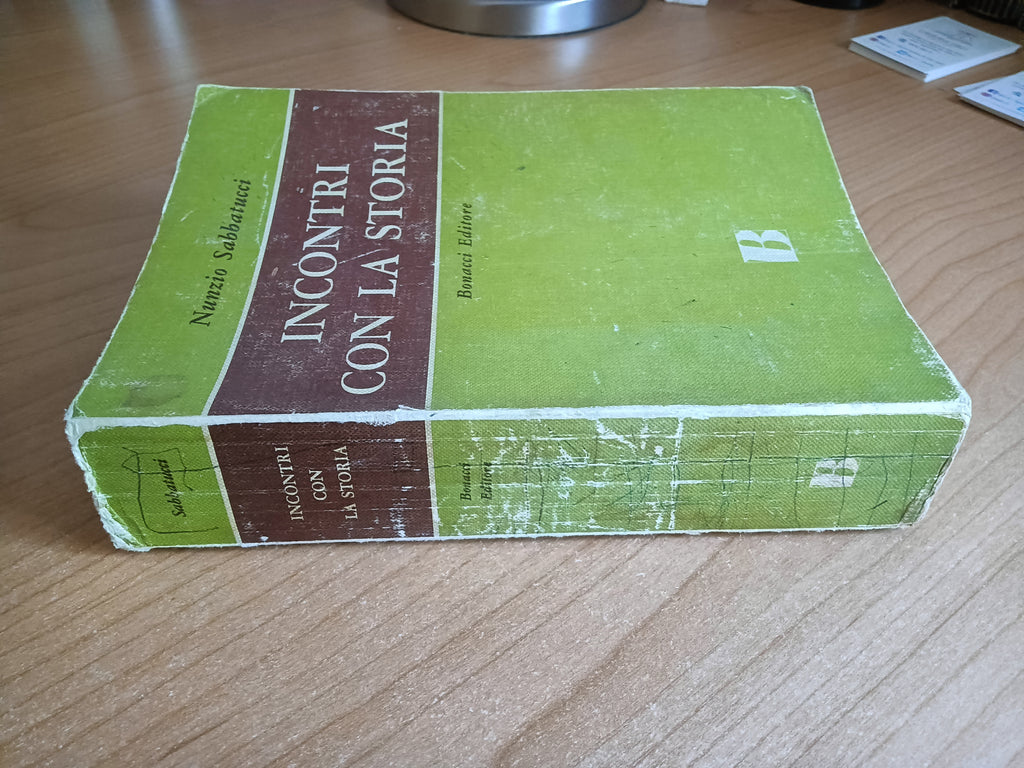 Nunzio Sabbatucci
INCONTRI
CON LA STORIA
Bonacci Editore
B
Sabbatucci
INCONTRI
CON
LA STORIA
Bonacci
Editore
B